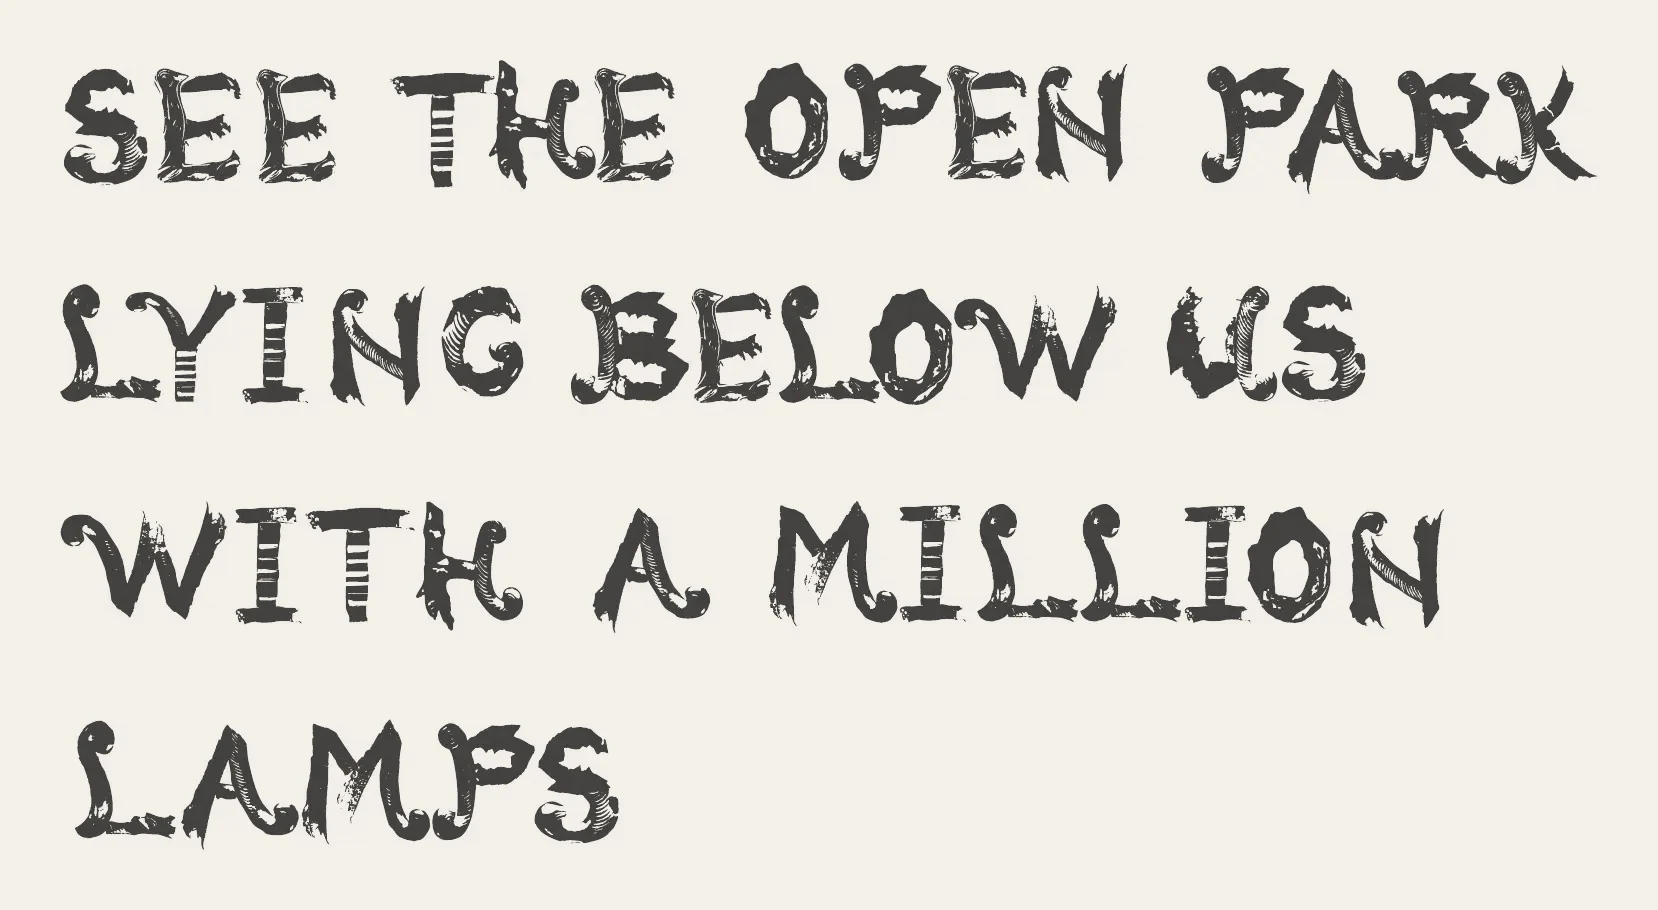 SEE THE OPEN PARK
LYING BELOW US
WITH A MILLION
LAMPS